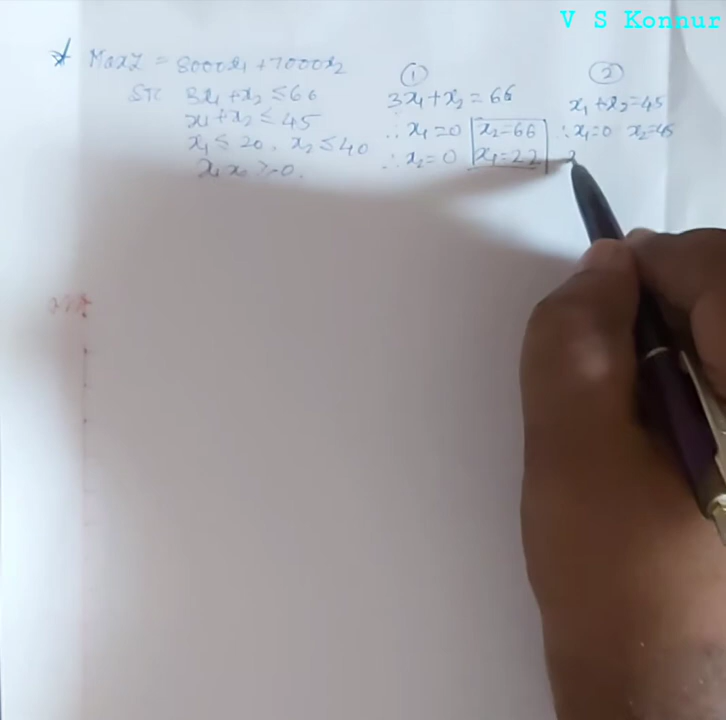 V S Konnur
* Max Z = 8000x₁ + 7000x₂
STC 3x₁ + x₂ ≤ 66
x₁ + x₂ ≤ 45
x₁ ≤ 20, x₂ ≤ 40
x₁ x₂ ≥ 0.
①
3x₁ + x₂ = 66
∴ x₁ = 0 x₂ = 66
∴ x₂ = 0 x₁ = 22
②
x₁ + x₂ = 45
∴ x₁ = 0 x₂ = 45